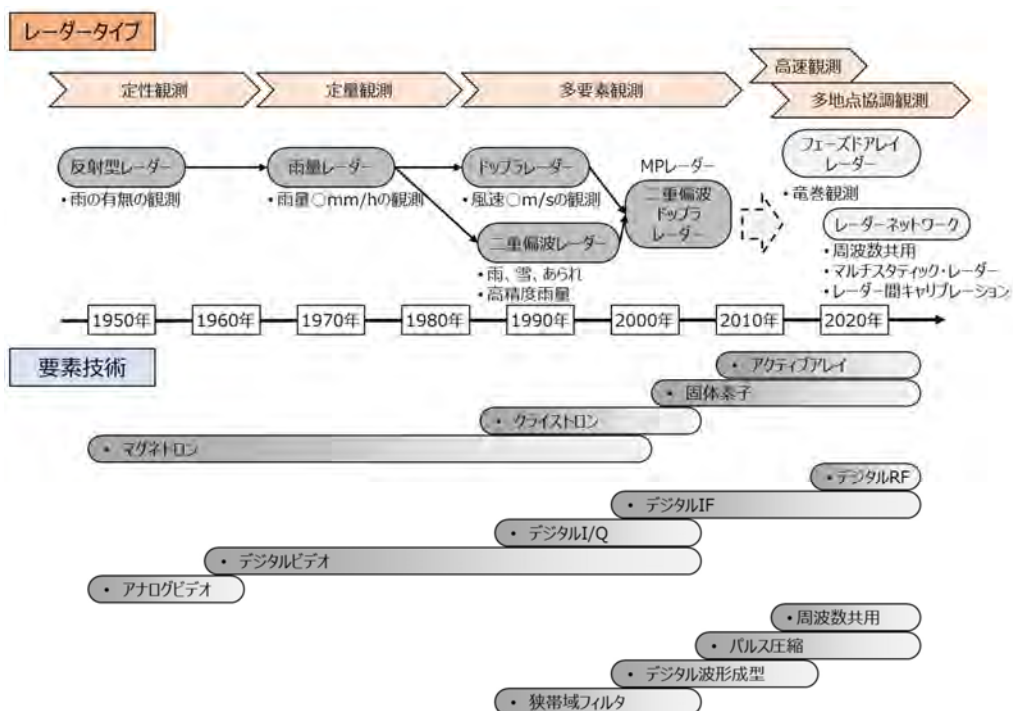 レーダータイプ
高速観測
定性観測
定量観測
多要素観測
多地点協調観測
反射型レーダー
・雨の有無の観測
雨量レーダー
・雨量○mm/hの観測
ドップラレーダー
・風速○m/sの観測
二重偏波レーダー
・雨、雪、あられ
・高精度雨量
MPレーダー
二重偏波
ドップラ
レーダー
フェーズドアレイ
レーダー
・竜巻観測
レーダーネットワーク
・周波数共用
・マルチスタティック・レーダー
・レーダー間キャリブレーション
1950年
1960年
1970年
1980年
1990年
2000年
2010年
2020年
要素技術
・アクティブアレイ
・固体素子
・クライストロン
・マグネトロン
・デジタルRF
・デジタルIF
・デジタルI/Q
・デジタルビデオ
・アナログビデオ
・周波数共用
・パルス圧縮
・デジタル波形成型
・狭帯域フィルタ